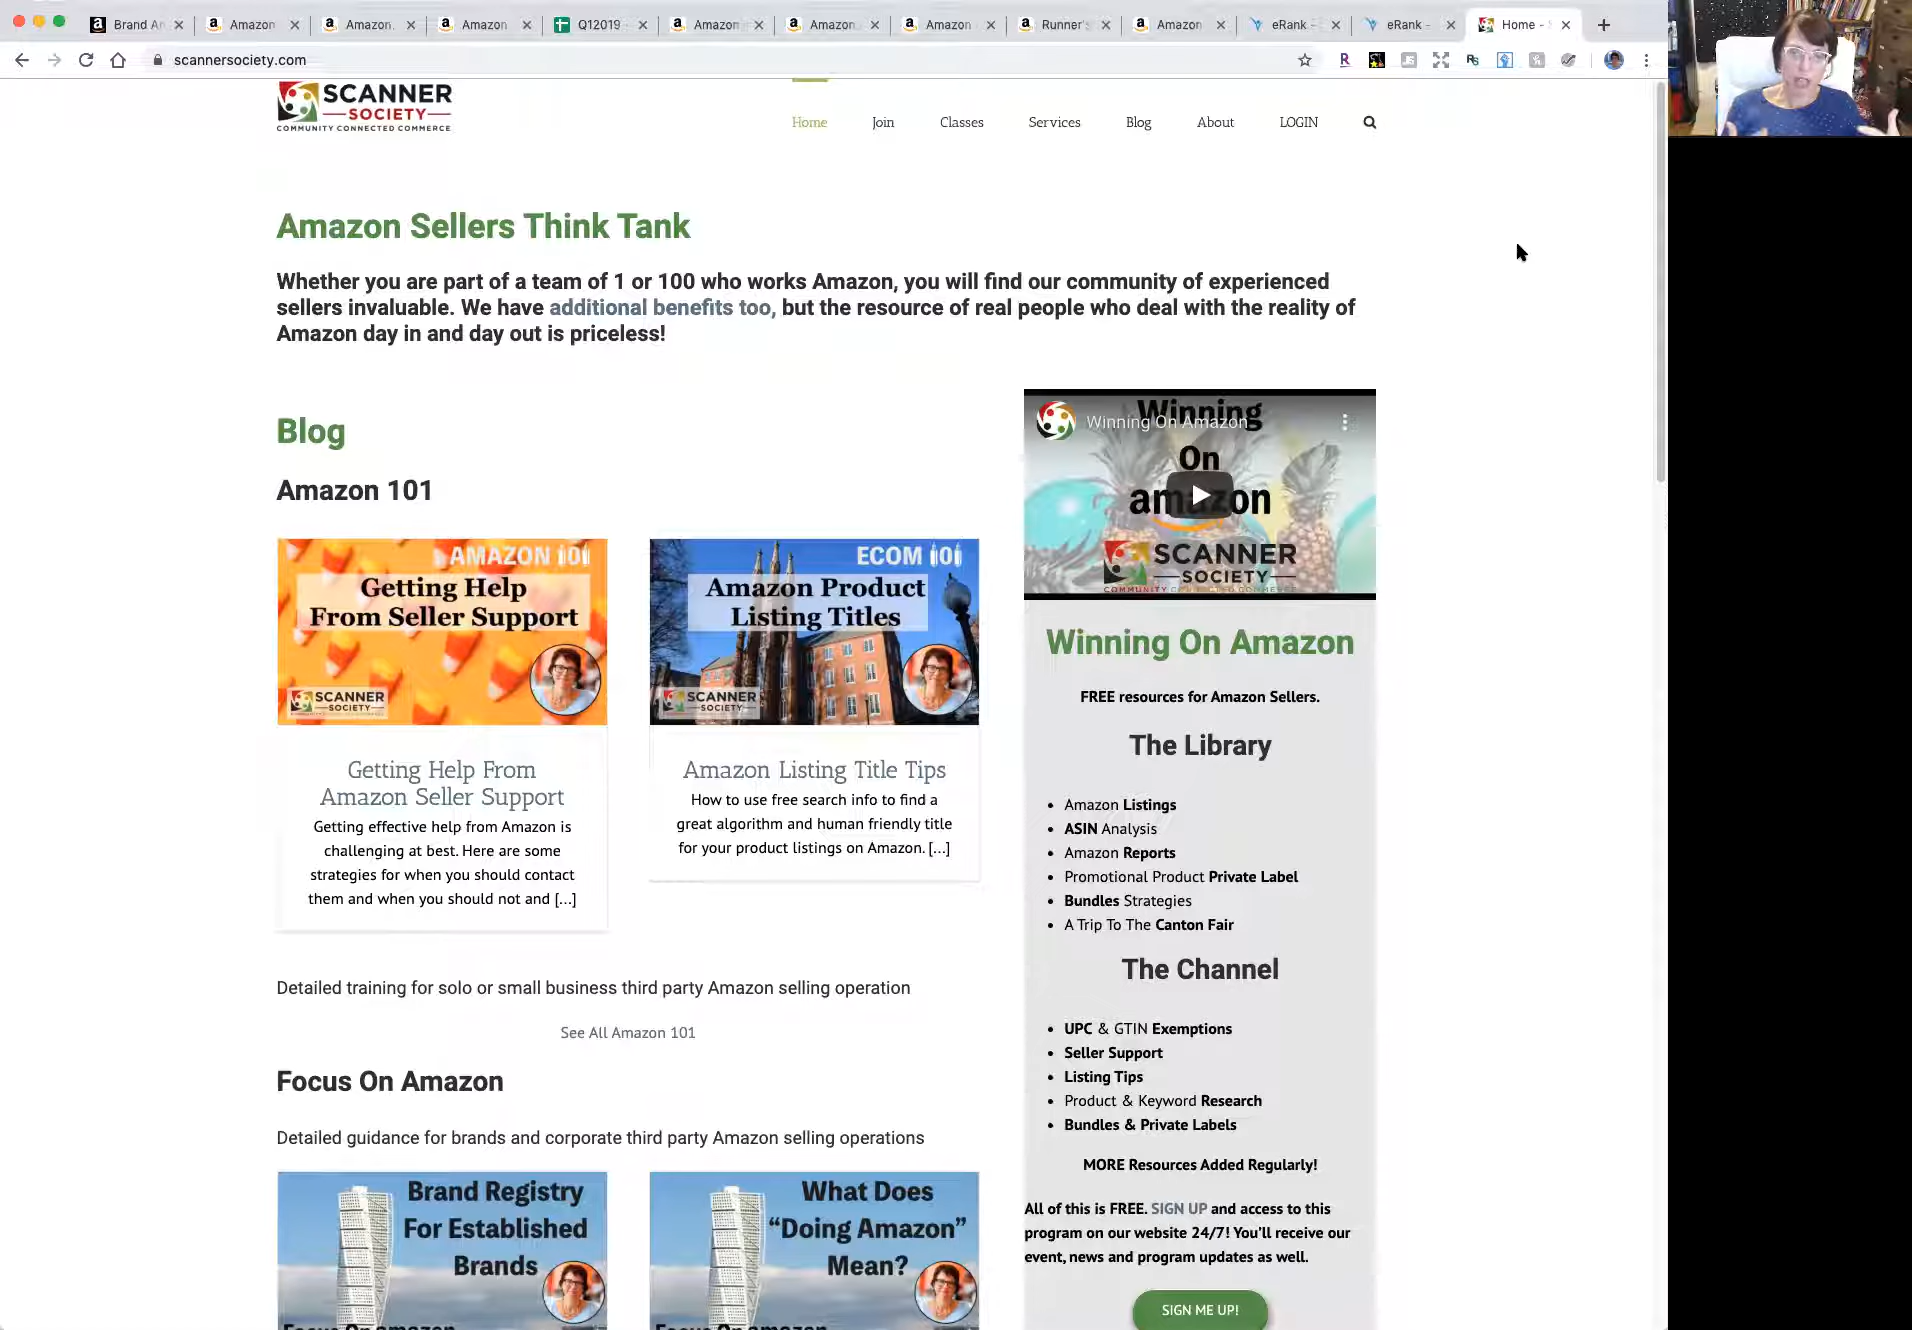 Brand An
Amazon
Amazon.
Amazon
Q12019 -
Amazon
Amazon.
Amazon
Runner's
Amazon
eRank -
eRank -
Home -
scannersociety.com
SCANNER
SOCIETY
COMMUNITY CONNECTED COMMERCE
Home
Join
Classes
Services
Blog
About
LOGIN
Amazon Sellers Think Tank
Whether you are part of a team of 1 or 100 who works Amazon, you will find our community of experienced
sellers invaluable. We have additional benefits too, but the resource of real people who deal with the reality of
Amazon day in and day out is priceless!
Blog
Amazon 101
AMAZON 101
Getting Help
From Seller Support
SCANNER
SOCIETY
Getting Help From
Amazon Seller Support
Getting effective help from Amazon is
challenging at best. Here are some
strategies for when you should contact
them and when you should not and [...]
ECOM 101
Amazon Product
Listing Titles
SCANNER
SOCIETY
Amazon Listing Title Tips
How to use free search info to find a
great algorithm and human friendly title
for your product listings on Amazon. [...]
Detailed training for solo or small business third party Amazon selling operation
See All Amazon 101
Focus On Amazon
Detailed guidance for brands and corporate third party Amazon selling operations
Brand Registry
For Established
Brands
Focus On amazon
What Does
“Doing Amazon”
Mean?
Focus On amazon
Winning On Amazon
Winning
On
amazon
SCANNER
SOCIETY
COMMUNITY CONNECTED COMMERCE
Winning On Amazon
FREE resources for Amazon Sellers.
The Library
• Amazon Listings
• ASIN Analysis
• Amazon Reports
• Promotional Product Private Label
• Bundles Strategies
• A Trip To The Canton Fair
The Channel
• UPC & GTIN Exemptions
• Seller Support
• Listing Tips
• Product & Keyword Research
• Bundles & Private Labels
MORE Resources Added Regularly!
All of this is FREE. SIGN UP and access to this
program on our website 24/7! You'll receive our
event, news and program updates as well.
SIGN ME UP!